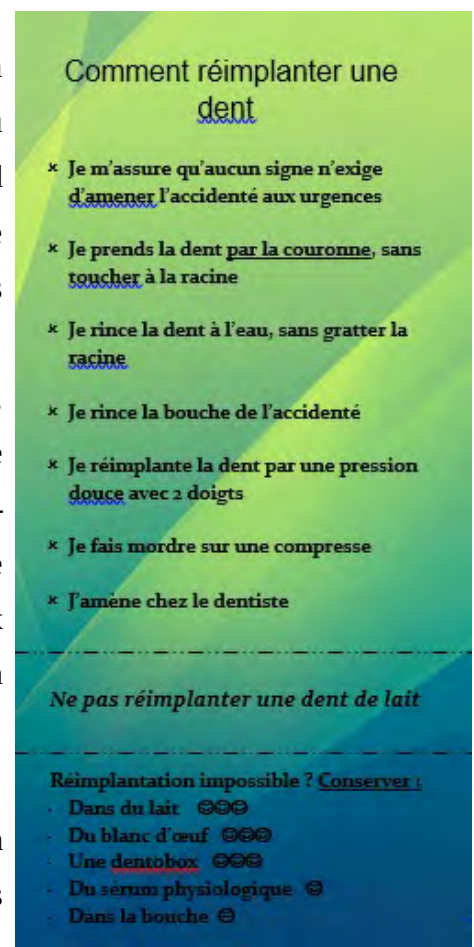 Comment réimplanter une
dent
× Je m’assure qu’aucun signe n’exige
d’amener l’accidenté aux urgences
× Je prends la dent par la couronne, sans
toucher à la racine
× Je rince la dent à l’eau, sans gratter la
racine
× Je rince la bouche de l’accidenté
× Je réimplante la dent par une pression
douce avec 2 doigts
× Je fais mordre sur une compresse
× J’amène chez le dentiste
Ne pas réimplanter une dent de lait
Réimplantation impossible ? Conserver :
- Dans du lait ☺☺☺
- Du blanc d’œuf ☺☺☺
- Une dentobox ☺☺☺
- Du sérum physiologique ☺
- Dans la bouche ☺